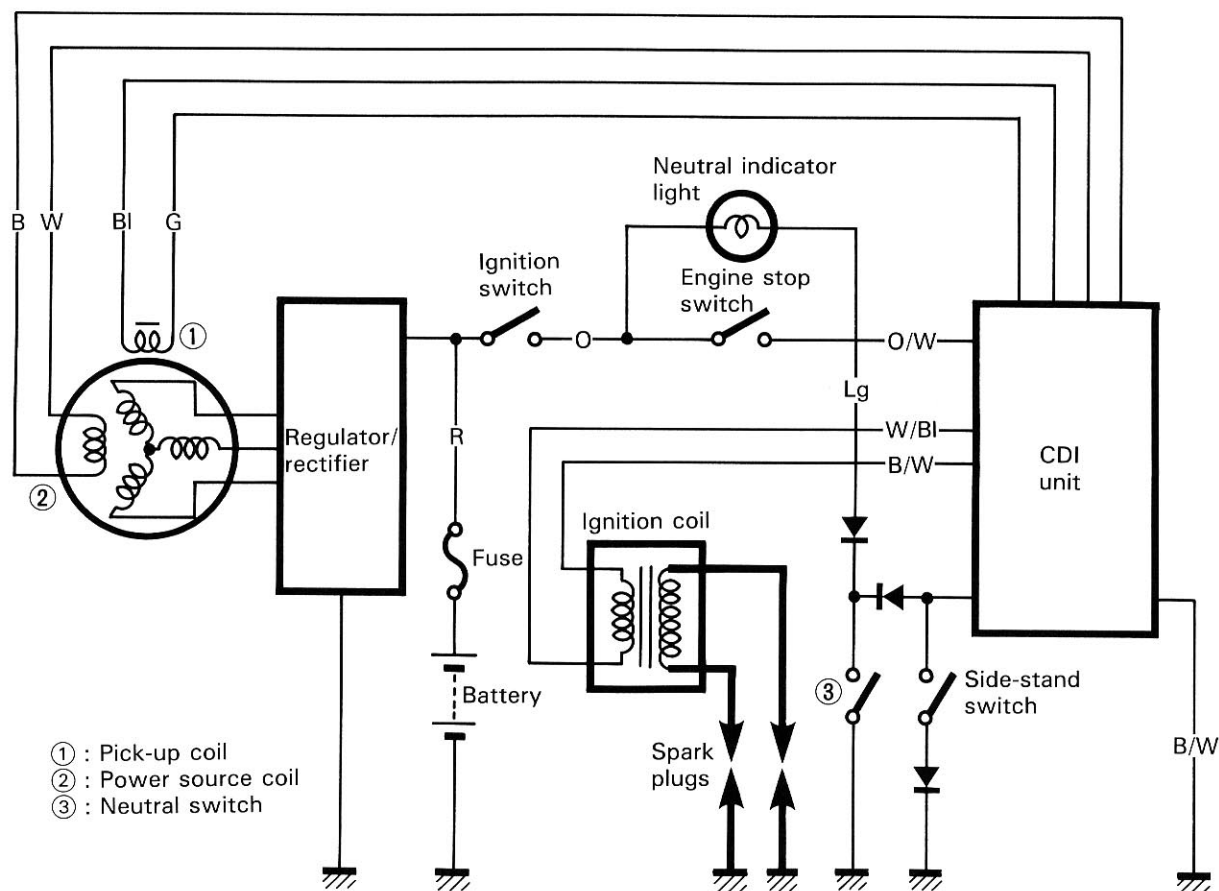 Neutral indicator
light
B
W
Bl
G
Ignition
switch
Engine stop
switch
①
O
O/W
Lg
Regulator/
rectifier
R
W/Bl
B/W
CDI
unit
②
Ignition coil
Fuse
③
Side-stand
switch
Battery
Spark
plugs
B/W
① : Pick-up coil
② : Power source coil
③ : Neutral switch